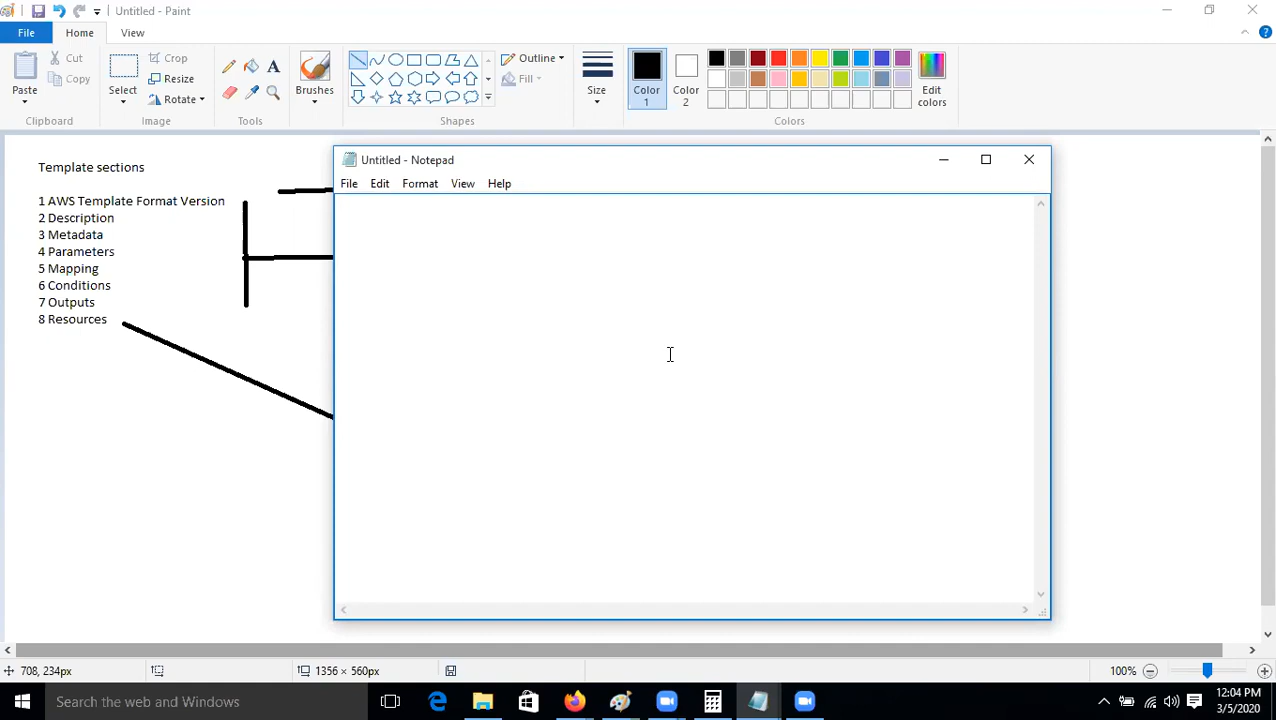 Untitled - Paint
File
Home
View
Paste
Cut
Copy
Clipboard
Select
Crop
Resize
Rotate
Image
A
Tools
Brushes
Outline
Fill
Shapes
Size
Color 1
Color 2
Edit colors
Colors
Template sections
1 AWS Template Format Version
2 Description
3 Metadata
4 Parameters
5 Mapping
6 Conditions
7 Outputs
8 Resources
Untitled - Notepad
File Edit Format View Help
708, 234px
1356 × 560px
100%
Search the web and Windows
12:04 PM
3/5/2020